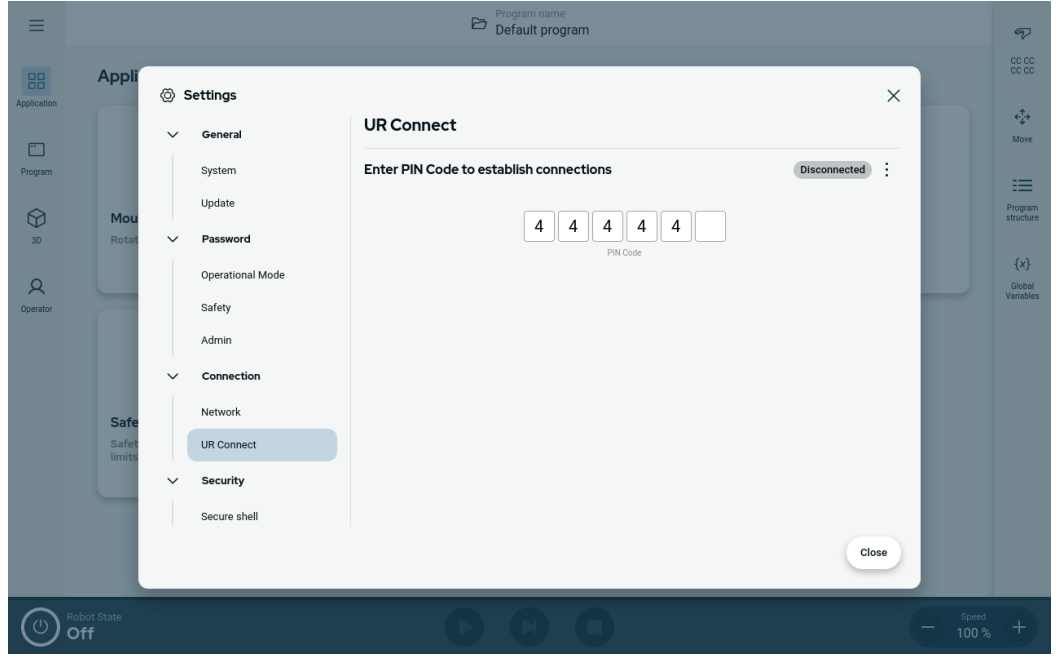 Program name
Default program
Application
Program
3D
Operator
Appli
Mou
Rotat
Safe
Safet
limits
Settings
General
System
Update
Password
Operational Mode
Safety
Admin
Connection
Network
UR Connect
Security
Secure shell
UR Connect
Enter PIN Code to establish connections
Disconnected
4 4 4 4 4
PIN Code
Close
CC CC
CC CC
Move
Program
structure
{x}
Global
Variables
Robot State
Off
Speed
100 %